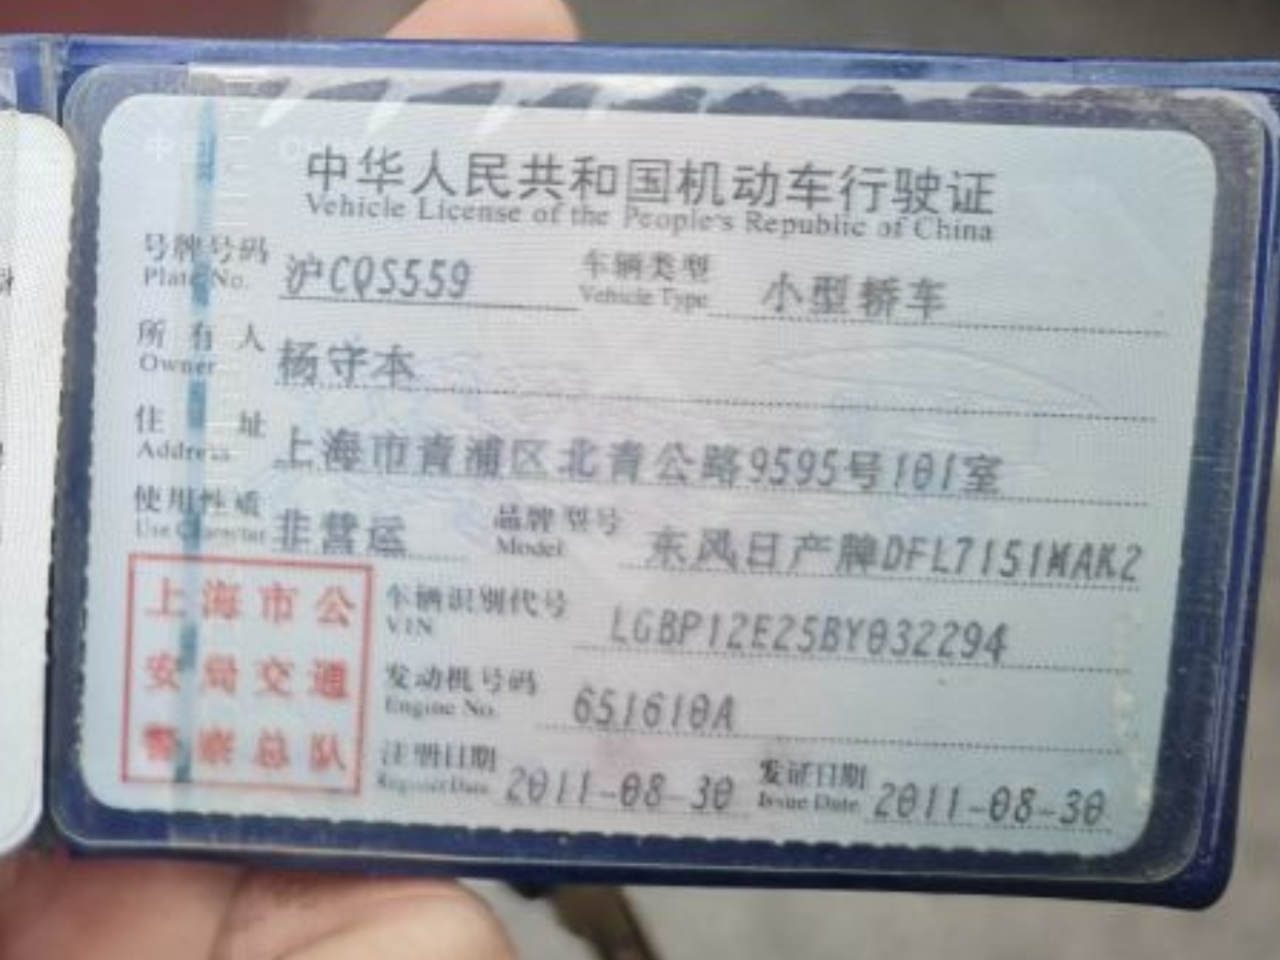 中华人民共和国机动车行驶证
Vehicle License of the People's Republic of China
号牌号码 沪CQS559 车辆类型 小型轿车
Plate No. Vehicle Type
所有人 杨守本
Owner
住址 上海市青浦区北青公路9595号101室
Address
使用性质 非营运 品牌型号 东风日产牌DFL7151MAK2
Use Character Model
上海市公
安局交通
警察总队
车辆识别代号 LGBP12E25BY032294
VIN
发动机号码 651610A
Engine No.
注册日期 2011-08-30 发证日期 2011-08-30
Register Date Issue Date